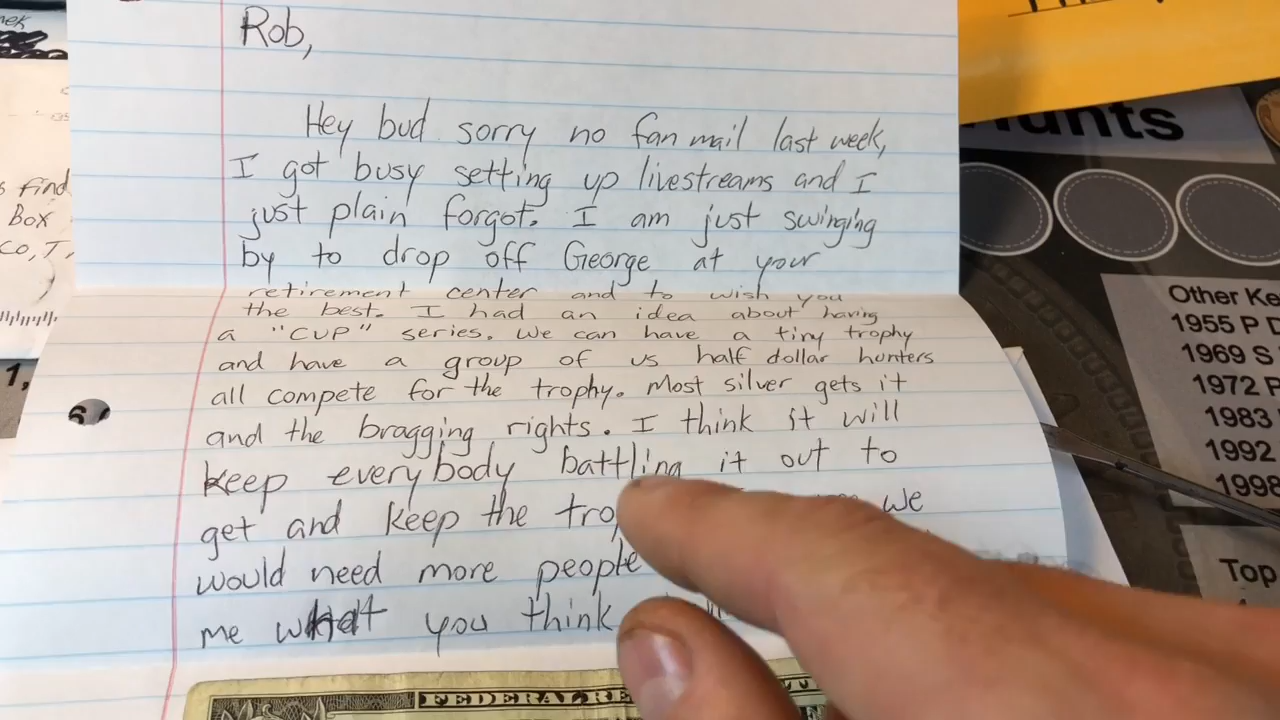 Rob,
Hey bud sorry no fan mail last week,
I got busy setting up livestreams and I
just plain forgot. I am just swinging
by to drop off George at your
retirement center and to wish you
the best. I had an idea about having
a "CUP" series. We can have a tiny trophy
and have a group of us half dollar hunters
all compete for the trophy. Most silver gets it
and the bragging rights. I think it will
keep everybody battling it out to
get and keep the we
would need more people
me what you think
FEDERAL RE
find
Box
CO, T,
1,
Hunts
Other Ke
1955 P D
1969 S
1972 P
1983
1992
1998
Top